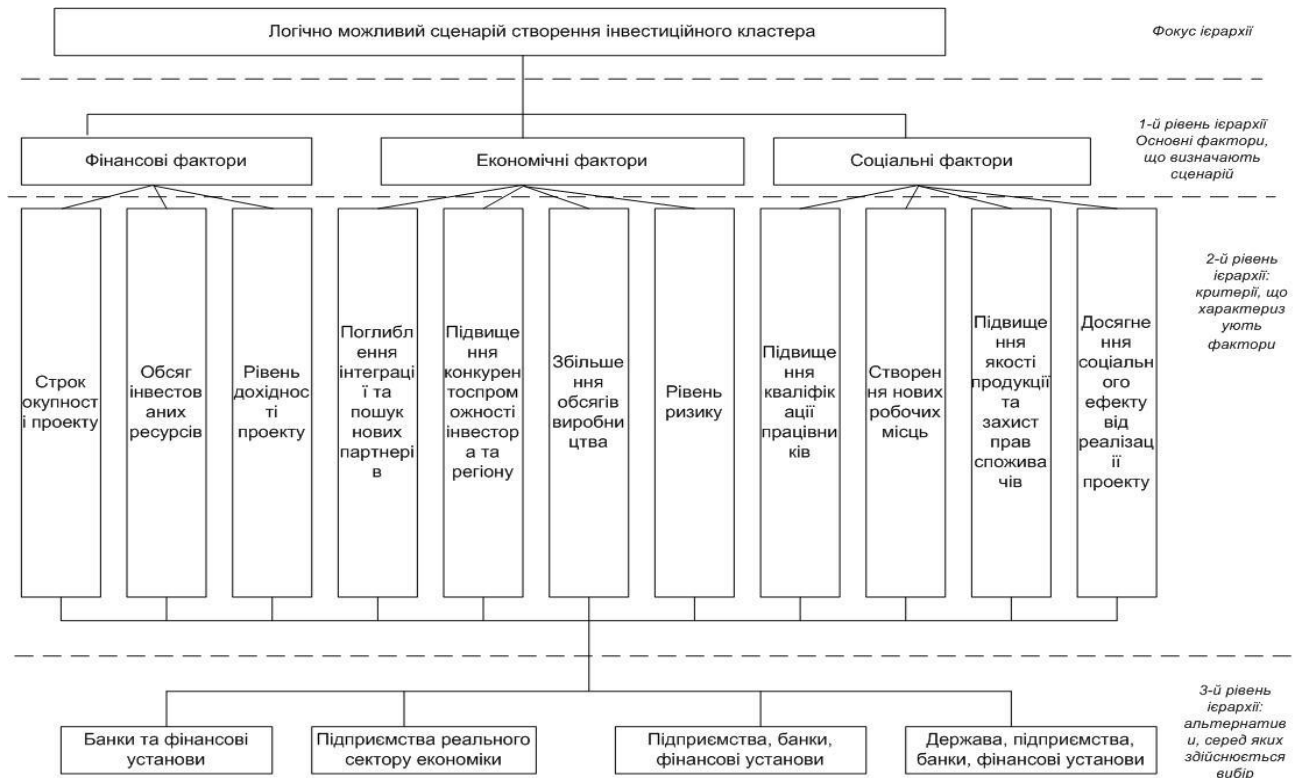 Логічно можливий сценарій створення інвестиційного кластера
Фокус ієрархії
1-й рівень ієрархії
Основні фактори,
що визначають
сценарій
Фінансові фактори
Економічні фактори
Соціальні фактори
Строк
окупност
і проекту
Обсяг
інвестов
аних
ресурсів
Рівень
дохіднос
ті проекту
Поглибл
ення
інтеграці
ї та
пошук
нових
партнері
в
Підвище
ння
конкурен
тоспром
ожності
інвестор
а та
регіону
Збільше
ння
обсягів
виробни
цтва
Рівень
ризику
Підвище
ння
кваліфік
ації
працівни
ків
Створен
ня нових
робочих
місць
Підвище
ння
якості
продукції
та
захист
прав
спожива
чів
Досягне
ння
соціальн
ого
ефекту
від
реалізац
ії
проекту
2-й рівень
ієрархії:
критерії, що
характериз
ують
фактори
Банки та фінансові
установи
Підприємства реального
сектору економіки
Підприємства, банки,
фінансові установи
Держава, підприємства,
банки, фінансові установи
3-й рівень
ієрархії:
альтернатив
и, серед яких
здійснюється
вибір